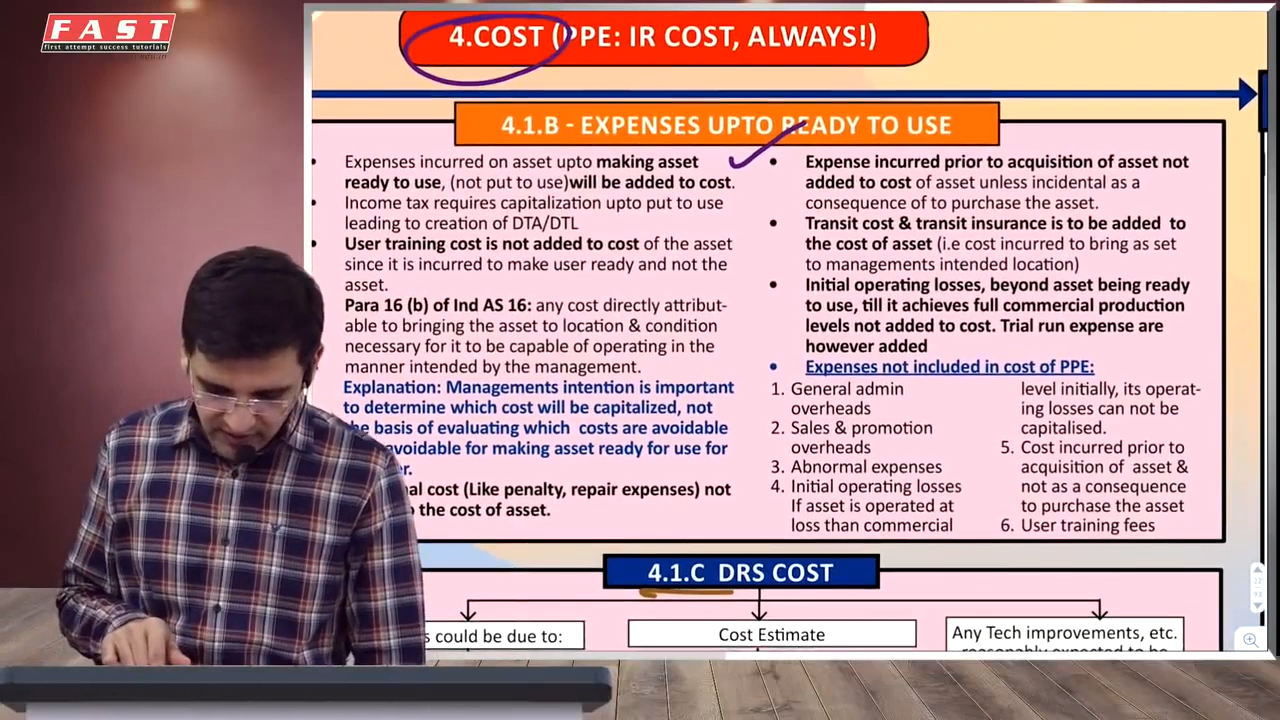 FAST
first attempt success tutorials
4.COST (PPE: IR COST, ALWAYS!)
4.1.B - EXPENSES UPTO READY TO USE
Expenses incurred on asset upto making asset
ready to use, (not put to use)will be added to cost.
Income tax requires capitalization upto put to use
leading to creation of DTA/DTL
User training cost is not added to cost of the asset
since it is incurred to make user ready and not the
asset.
Para 16 (b) of Ind AS 16: any cost directly attribut-
able to bringing the asset to location & condition
necessary for it to be capable of operating in the
manner intended by the management.
Explanation: Managements intention is important
to determine which cost will be capitalized, not
the basis of evaluating which costs are avoidable
avoidable for making asset ready for use for
cost (Like penalty, repair expenses) not
the cost of asset.
Expense incurred prior to acquisition of asset not
added to cost of asset unless incidental as a
consequence of to purchase the asset.
Transit cost & transit insurance is to be added to
the cost of asset (i.e cost incurred to bring as set
to managements intended location)
Initial operating losses, beyond asset being ready
to use, till it achieves full commercial production
levels not added to cost. Trial run expense are
however added
Expenses not included in cost of PPE:
1. General admin
overheads
2. Sales & promotion
overheads
3. Abnormal expenses
4. Initial operating losses
If asset is operated at
loss than commercial
level initially, its operat-
ing losses can not be
capitalised.
5. Cost incurred prior to
acquisition of asset &
not as a consequence
to purchase the asset
6. User training fees
4.1.C DRS COST
could be due to:
Cost Estimate
Any Tech improvements, etc.
reasonably expected to be